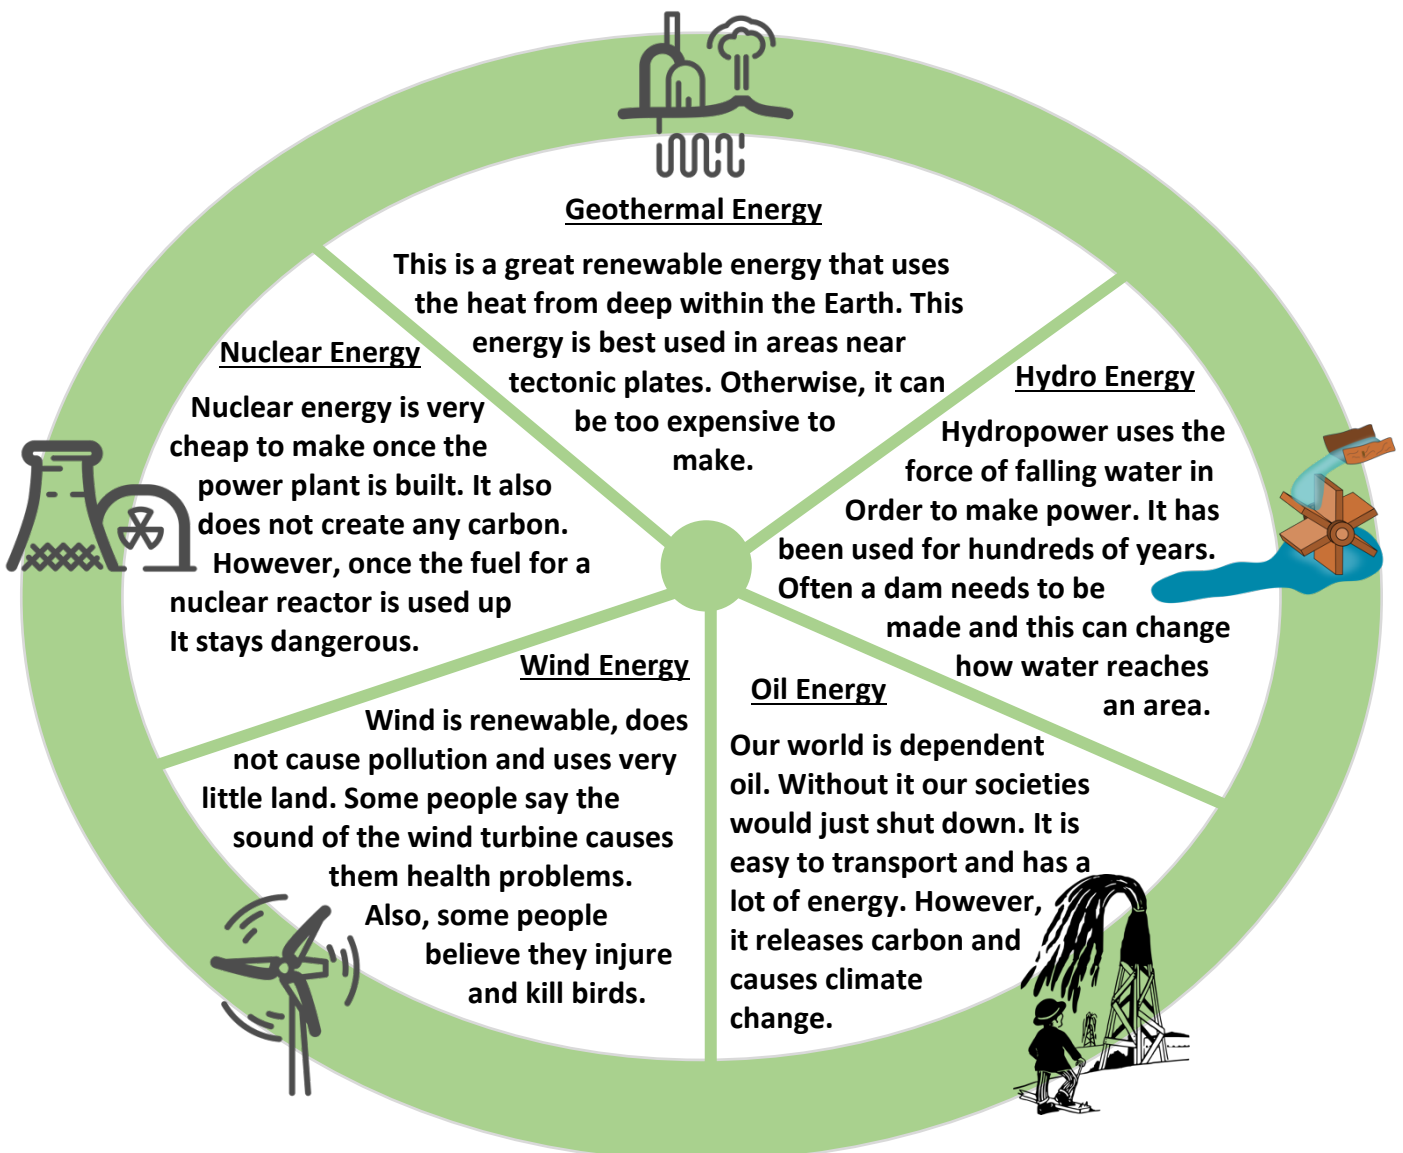 Geothermal Energy
This is a great renewable energy that uses
the heat from deep within the Earth. This
energy is best used in areas near
tectonic plates. Otherwise, it can
be too expensive to
make.
Nuclear Energy
Nuclear energy is very
cheap to make once the
power plant is built. It also
does not create any carbon.
However, once the fuel for a
nuclear reactor is used up
It stays dangerous.
Hydro Energy
Hydropower uses the
force of falling water in
Order to make power. It has
been used for hundreds of years.
Often a dam needs to be
made and this can change
how water reaches
an area.
Wind Energy
Wind is renewable, does
not cause pollution and uses very
little land. Some people say the
sound of the wind turbine causes
them health problems.
Also, some people
believe they injure
and kill birds.
Oil Energy
Our world is dependent
oil. Without it our societies
would just shut down. It is
easy to transport and has a
lot of energy. However,
it releases carbon and
causes climate
change.